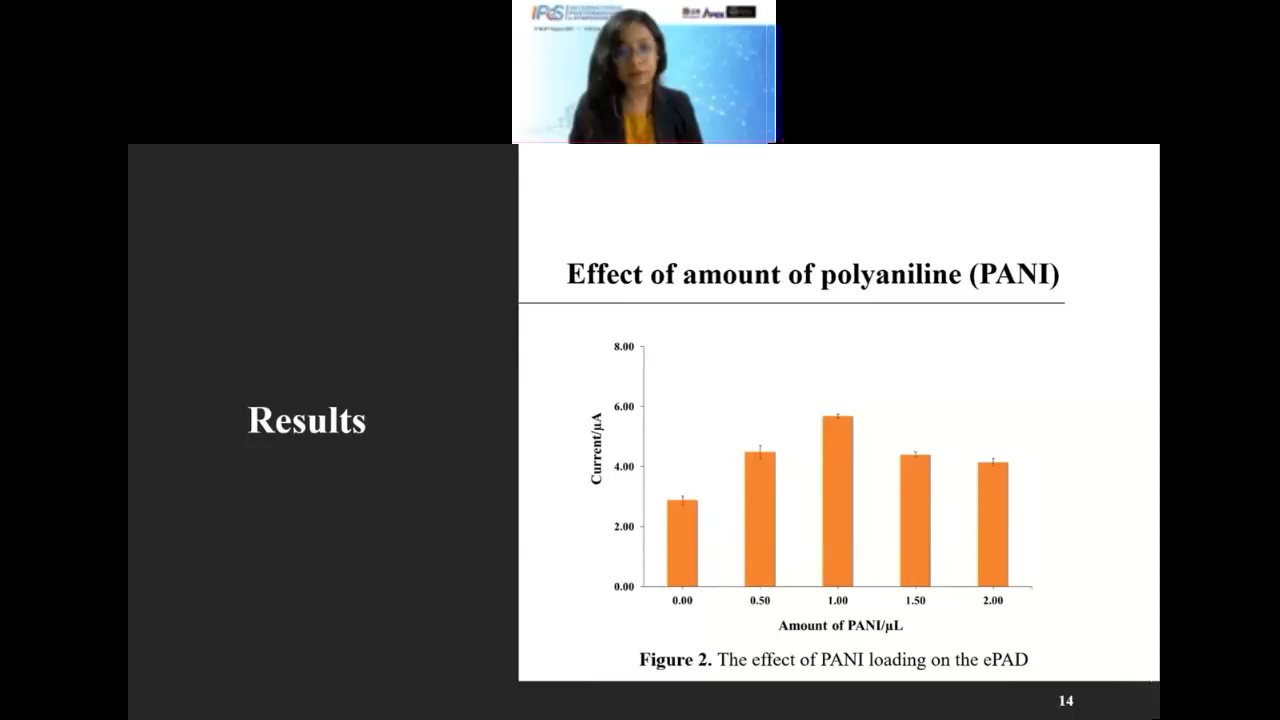 IPCS
Effect of amount of polyaniline (PANI)
Results
8.00
6.00
4.00
2.00
0.00
Current/µA
0.00 0.50 1.00 1.50 2.00
Amount of PANI/µL
Figure 2. The effect of PANI loading on the ePAD
14